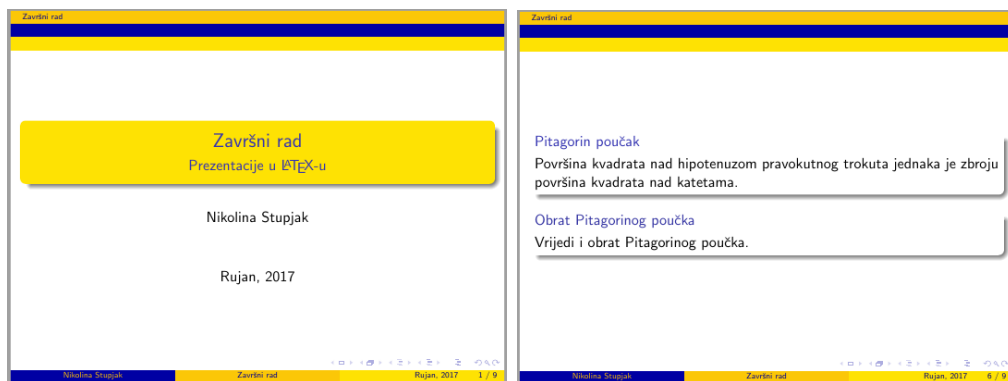 Završni rad
Završni rad
Prezentacije u LATEX-u
Nikolina Stupjak
Rujan, 2017
Nikolina Stupjak Završni rad Rujan, 2017 1 / 9
Završni rad
Pitagorin poučak
Površina kvadrata nad hipotenuzom pravokutnog trokuta jednaka je zbroju
površina kvadrata nad katetama.
Obrat Pitagorinog poučka
Vrijedi i obrat Pitagorinog poučka.
Nikolina Stupjak Završni rad Rujan, 2017 6 / 9